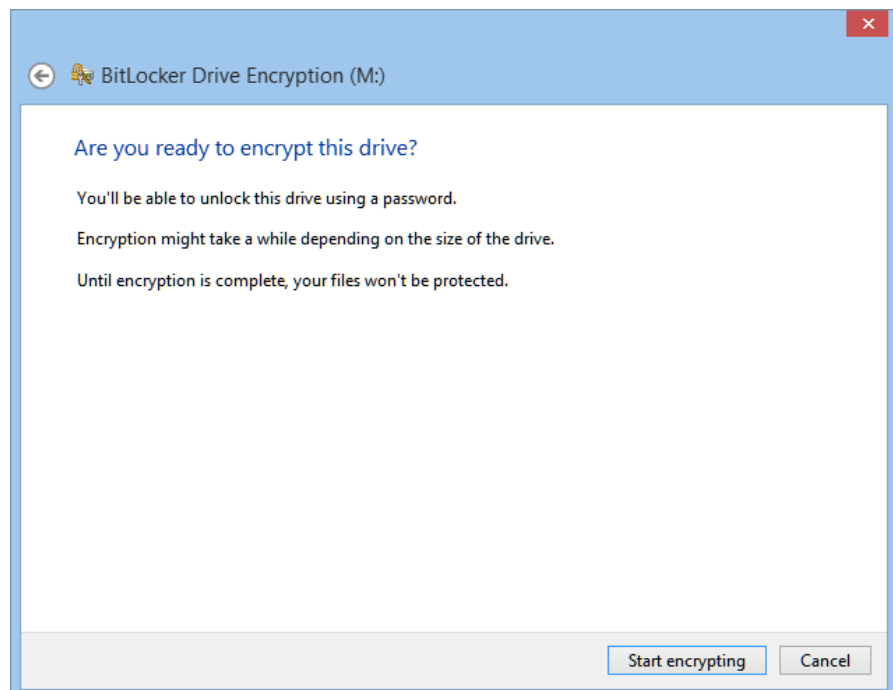 BitLocker Drive Encryption (M:)
Are you ready to encrypt this drive?
You'll be able to unlock this drive using a password.
Encryption might take a while depending on the size of the drive.
Until encryption is complete, your files won't be protected.
Start encrypting Cancel